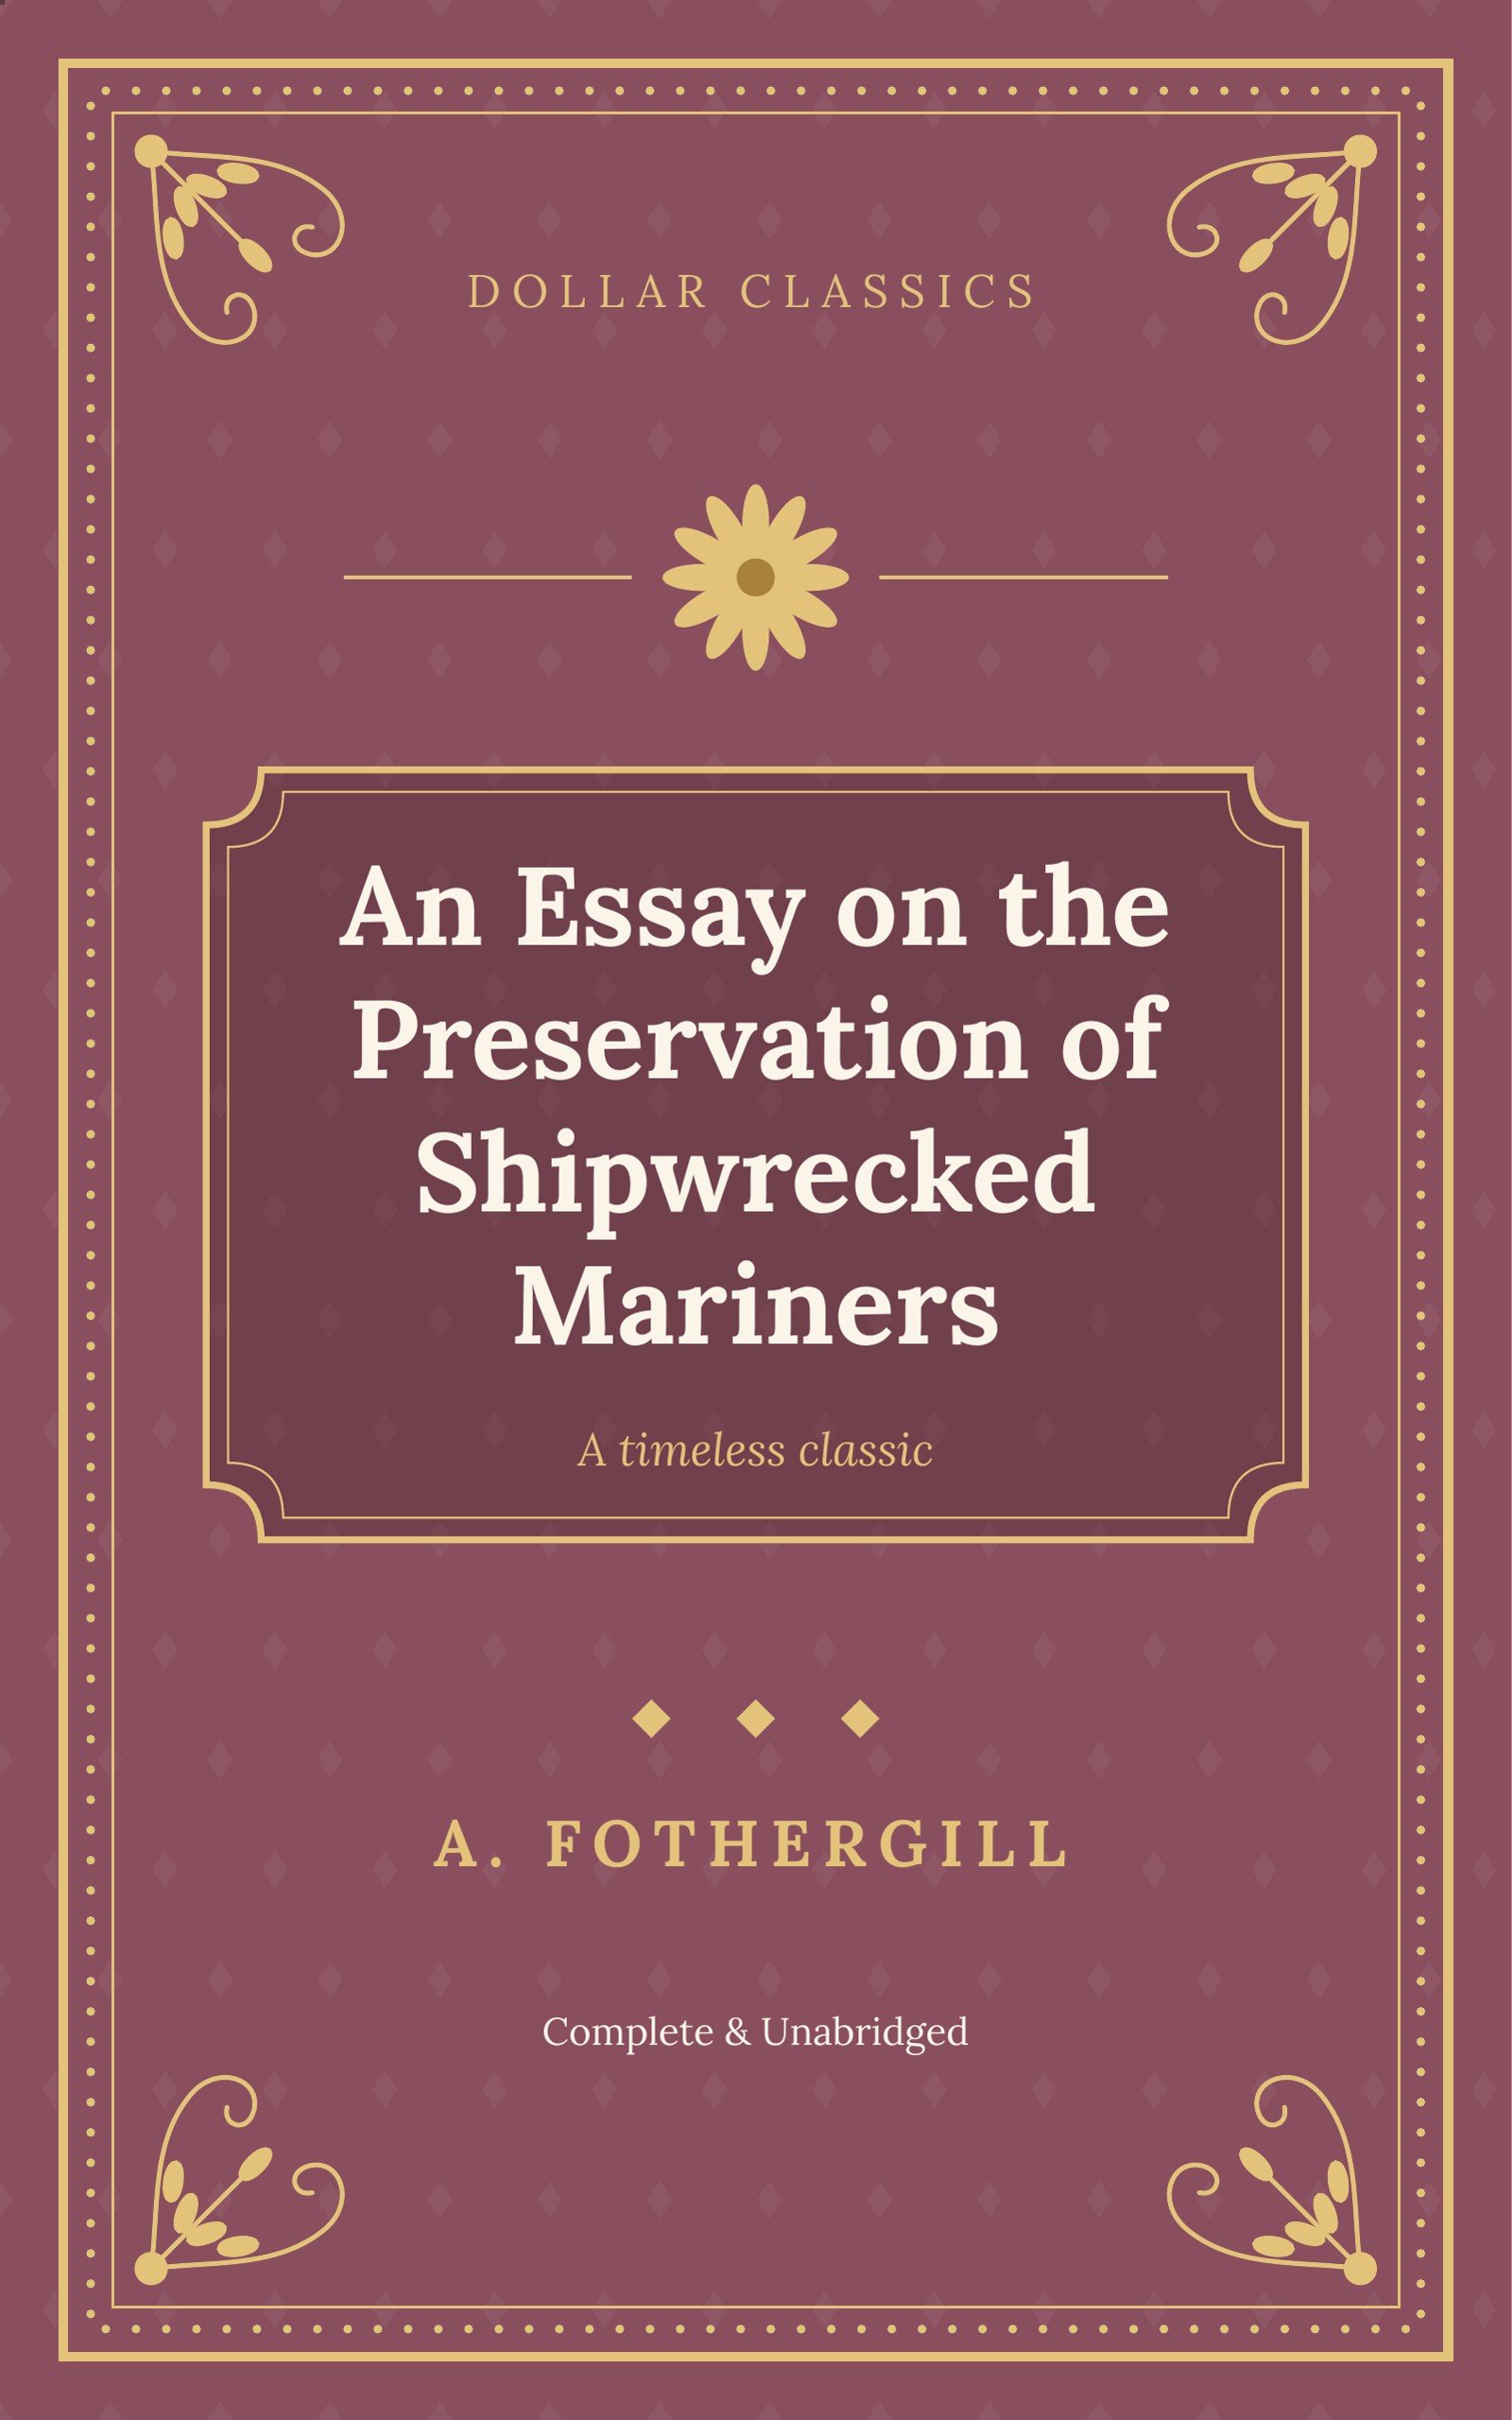 DOLLAR CLASSICS
An Essay on the
Preservation of
Shipwrecked
Mariners
A timeless classic
A. FOTHERGILL
Complete & Unabridged